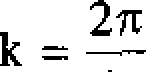 k = 2π